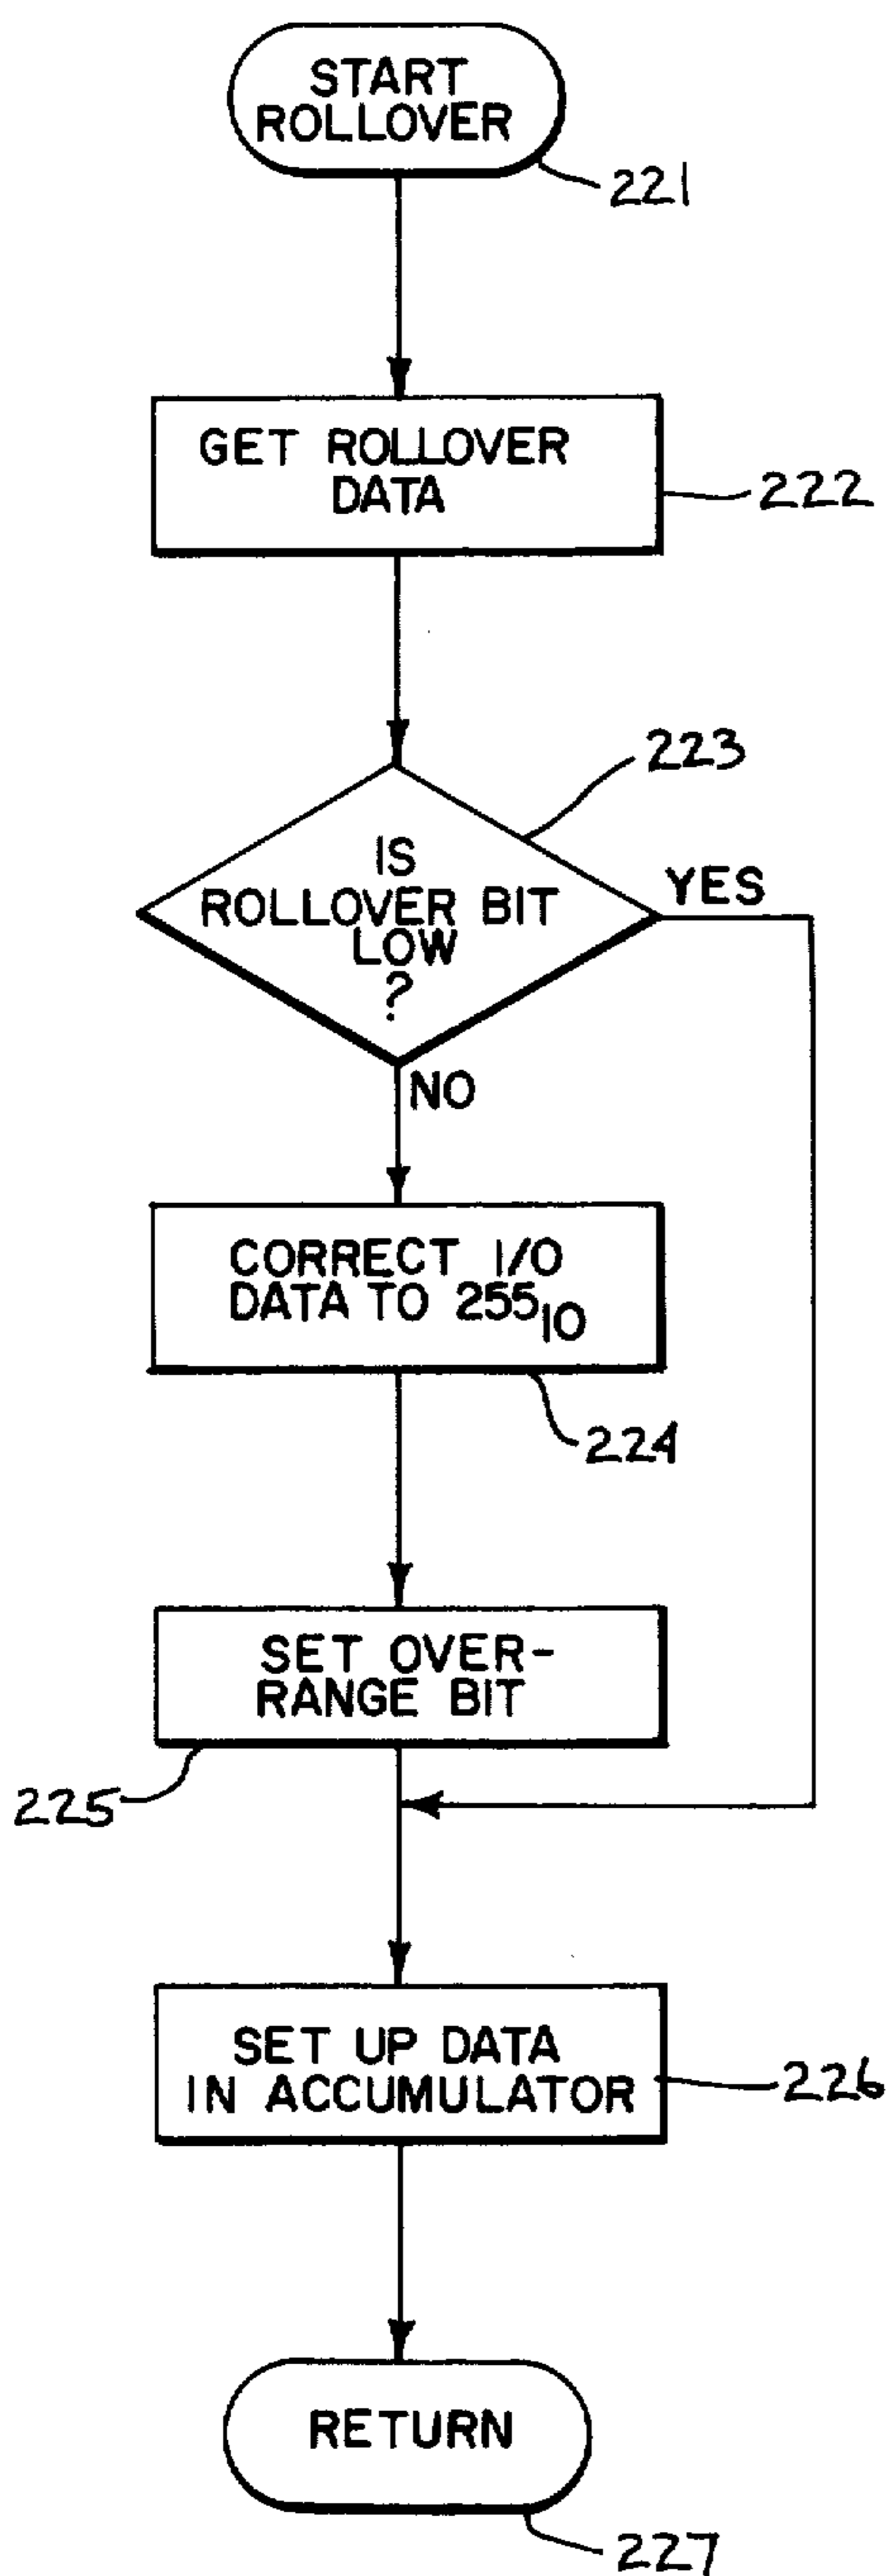 START
ROLLOVER
221
GET ROLLOVER
DATA
222
223
IS
ROLLOVER BIT
LOW
?
YES
NO
CORRECT I/O
DATA TO 255₁₀
224
SET OVER-
RANGE BIT
225
SET UP DATA
IN ACCUMULATOR
226
RETURN
227